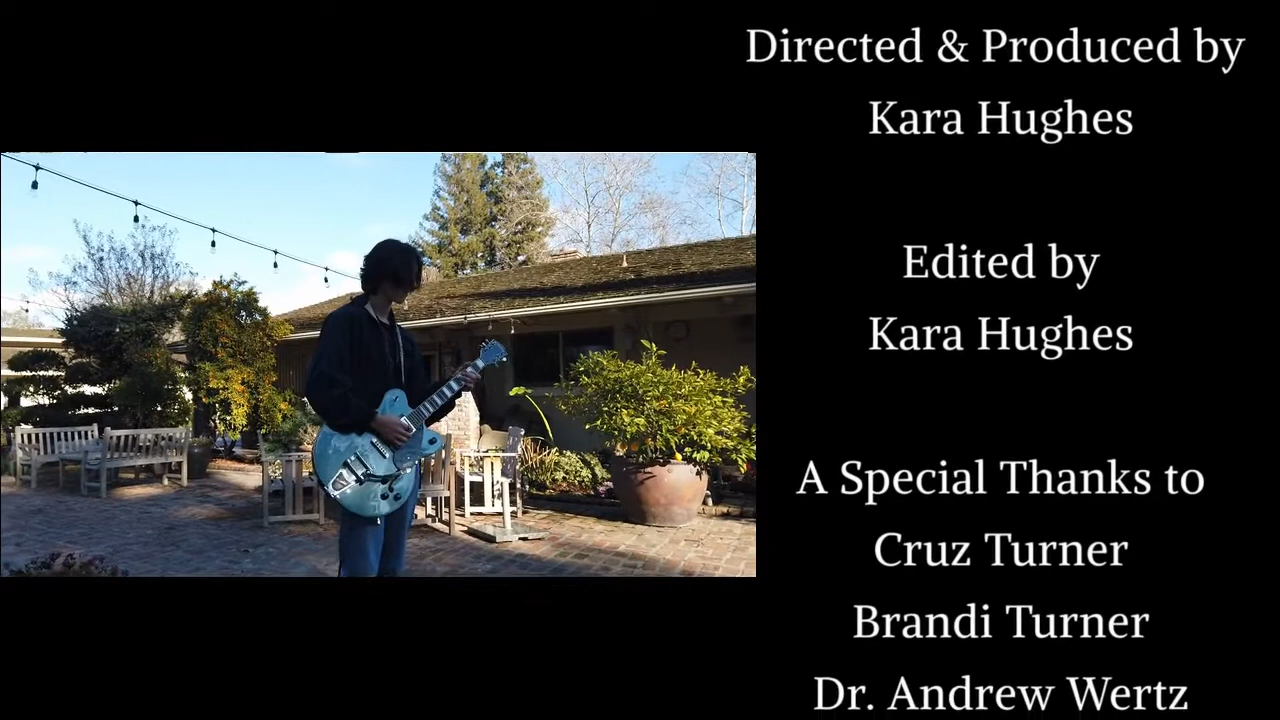 Directed & Produced by
Kara Hughes
Edited by
Kara Hughes
A Special Thanks to
Cruz Turner
Brandi Turner
Dr. Andrew Wertz